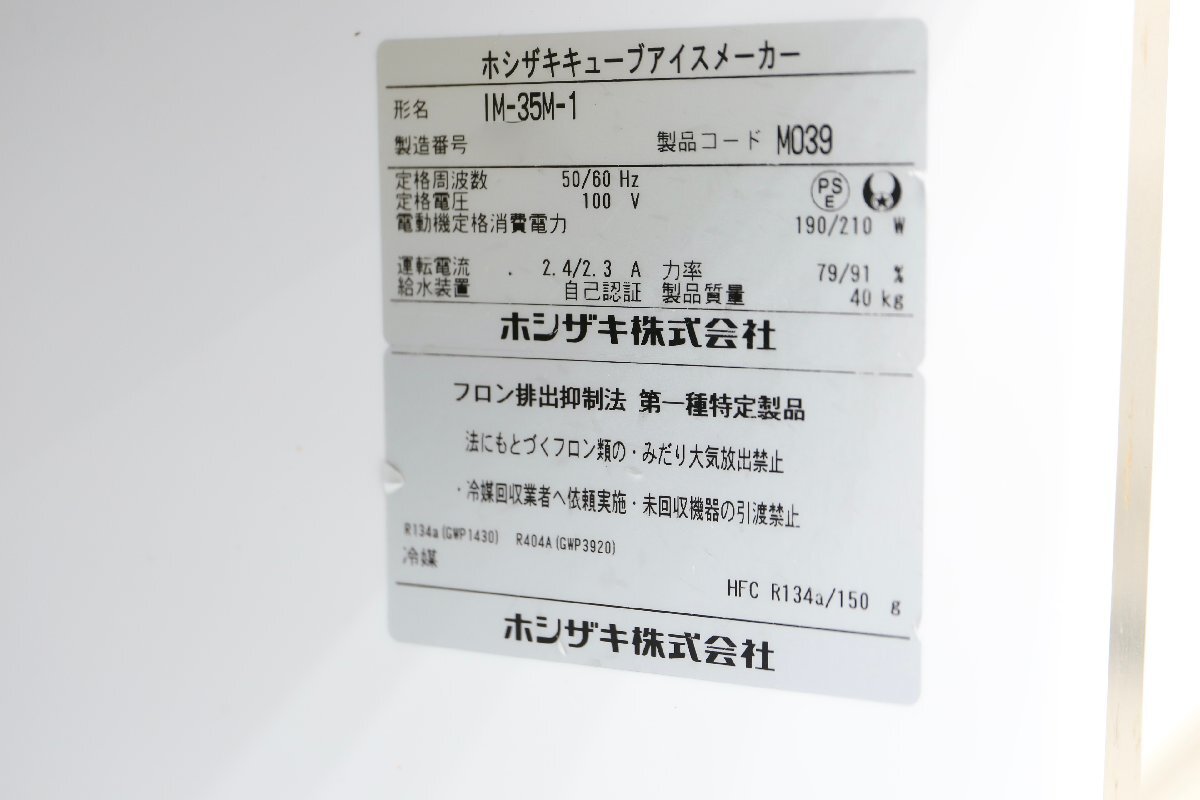 ホシザキキューブアイスメーカー
形名 IM-35M-1
製造番号 製品コード M039
定格周波数 50/60 Hz
PS E
定格電圧 100 V
電動機定格消費電力 190/210 W
運転電流 2.4/2.3 A 力率 79/91 %
給水装置 自己認証 製品質量 40 kg
ホシザキ株式会社
フロン排出抑制法 第一種特定製品
法にもとづくフロン類の・みだり大気放出禁止
・冷媒回収業者へ依頼実施・未回収機器の引渡禁止
R134a(GWP1430) R404A(GWP3920)
冷媒
HFC R134a/150 g
ホシザキ株式会社